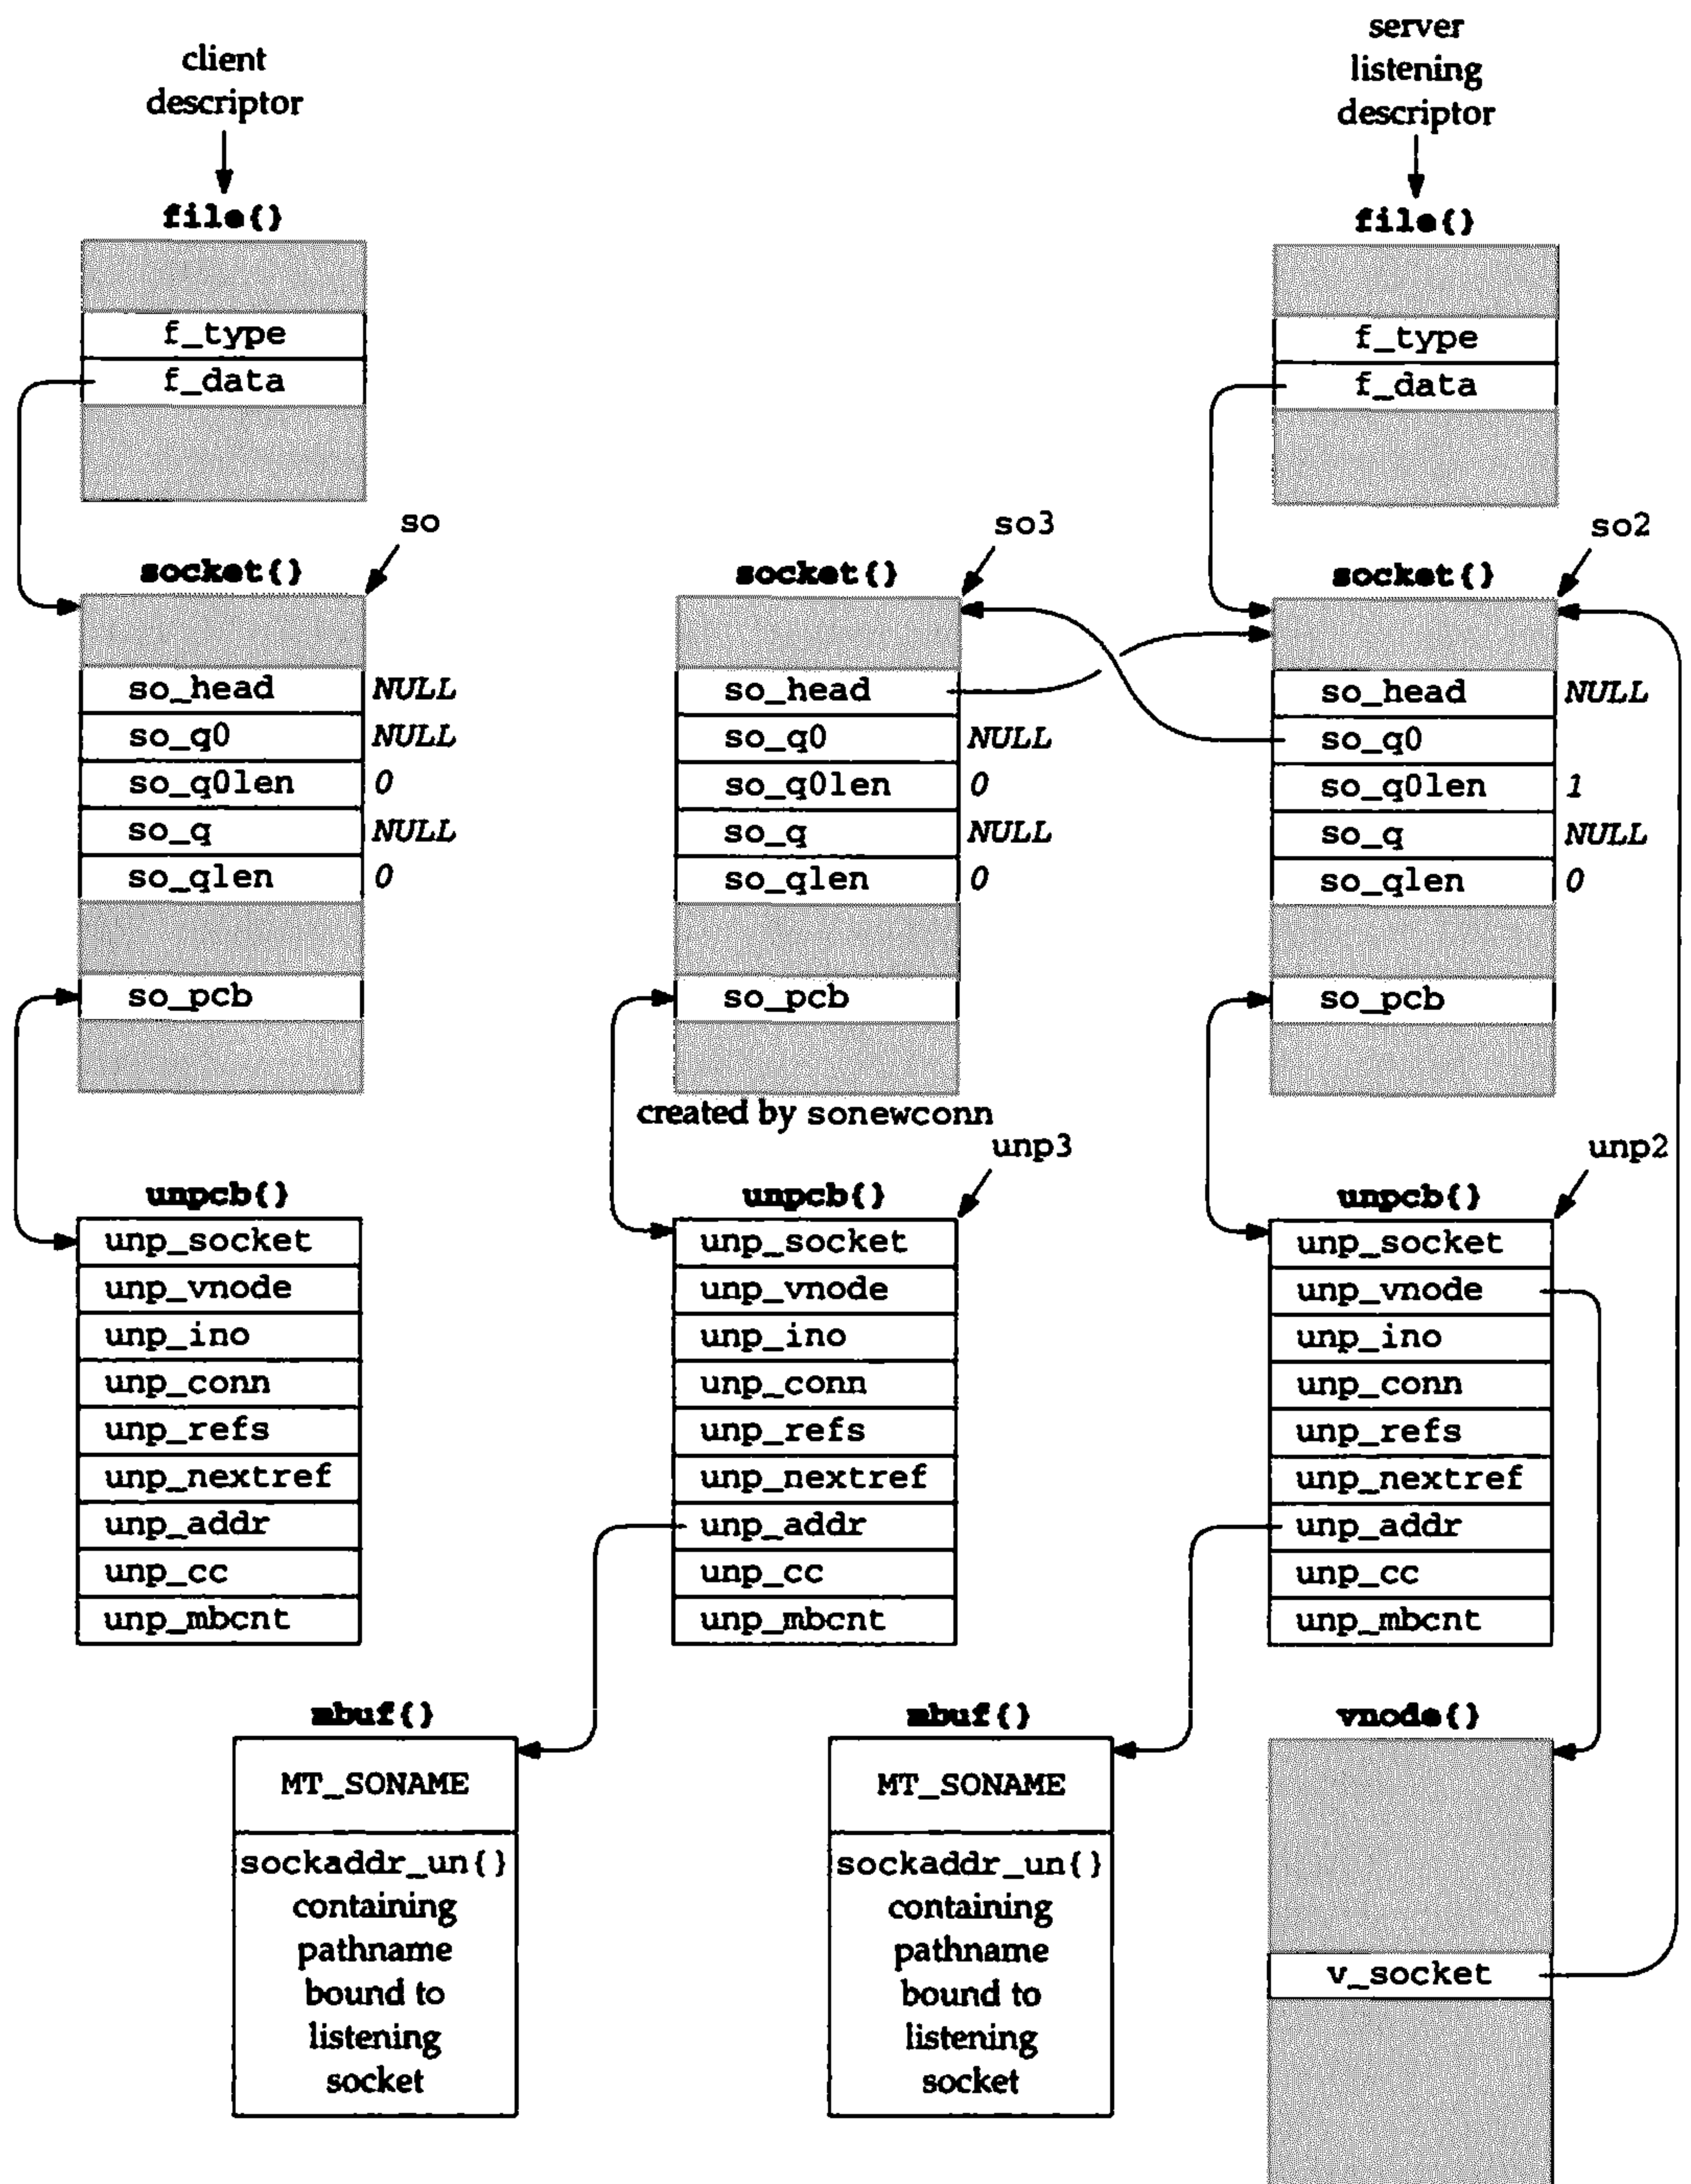 client
descriptor
server
listening
descriptor
file{}
f_type
f_data
file{}
f_type
f_data
so
socket{}
so_head NULL
so_q0 NULL
so_q0len 0
so_q NULL
so_qlen 0
so_pcb
so3
socket{}
so_head
so_q0 NULL
so_q0len 0
so_q NULL
so_qlen 0
so_pcb
created by sonewconn
so2
socket{}
so_head NULL
so_q0
so_q0len 1
so_q NULL
so_qlen 0
so_pcb
unpcb{}
unp_socket
unp_vnode
unp_ino
unp_conn
unp_refs
unp_nextref
unp_addr
unp_cc
unp_mbcnt
unp3
unpcb{}
unp_socket
unp_vnode
unp_ino
unp_conn
unp_refs
unp_nextref
unp_addr
unp_cc
unp_mbcnt
unp2
unpcb{}
unp_socket
unp_vnode
unp_ino
unp_conn
unp_refs
unp_nextref
unp_addr
unp_cc
unp_mbcnt
mbuf{}
MT_SONAME
sockaddr_un{}
containing
pathname
bound to
listening
socket
mbuf{}
MT_SONAME
sockaddr_un{}
containing
pathname
bound to
listening
socket
vnode{}
v_socket